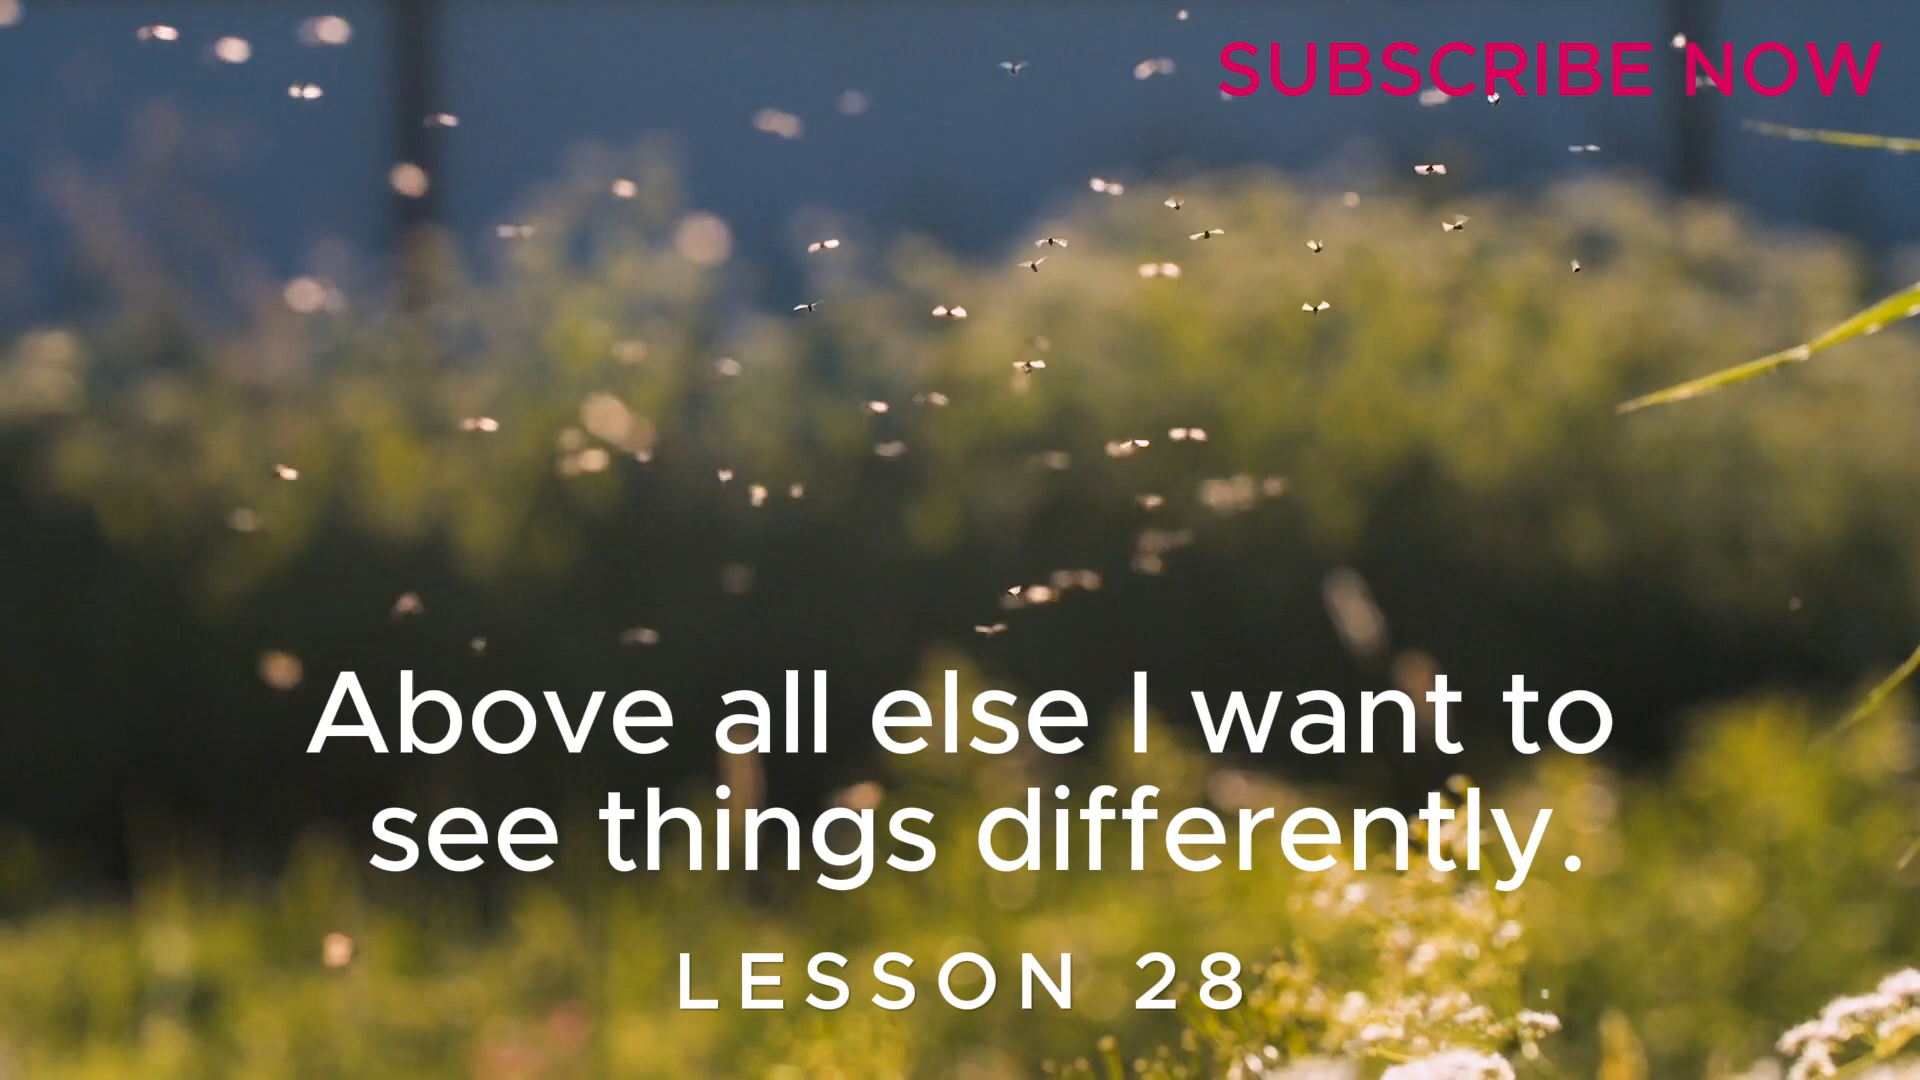 SUBSCRIBE NOW
Above all else I want to
see things differently.
LESSON 28